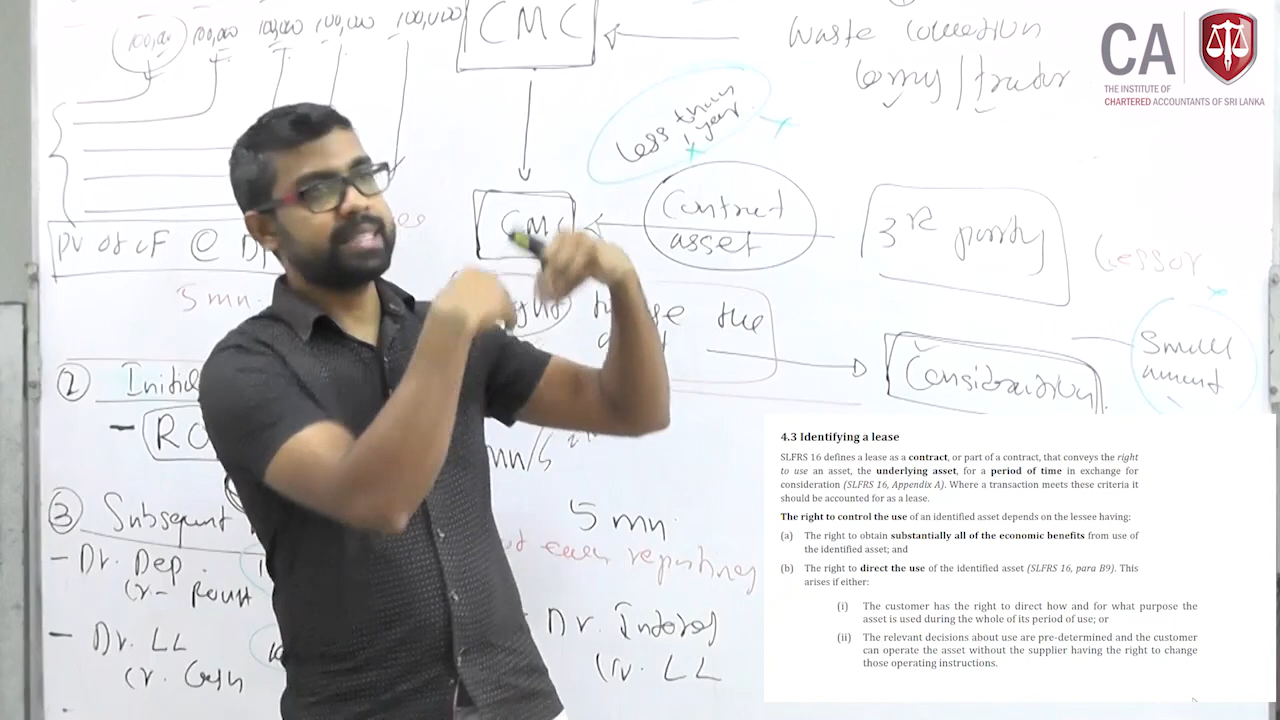 100,000 100,000 100,000 100,000 100,000
CMC
waste collection
lorry / tractor
CA
THE INSTITUTE OF
CHARTERED ACCOUNTANTS OF SRI LANKA
Less than
1 year
Contract
asset
CMC
3rd party
Lessor
PV of CF @
5 mn.
the
Consideration
Small
amount
② Initial
5 mn.
③ Subsequent
each reporting
- Dr. Dep.
Dr. Interest
Cr. LL
- Dr. LL
Cr. Cash
4.3 Identifying a lease
SLFRS 16 defines a lease as a contract, or part of a contract, that conveys the right
to use an asset, the underlying asset, for a period of time in exchange for
consideration (SLFRS 16, Appendix A). Where a transaction meets these criteria it
should be accounted for as a lease.
The right to control the use of an identified asset depends on the lessee having:
(a) The right to obtain substantially all of the economic benefits from use of
the identified asset; and
(b) The right to direct the use of the identified asset (SLFRS 16, para B9). This
arises if either:
(i) The customer has the right to direct how and for what purpose the
asset is used during the whole of its period of use; or
(ii) The relevant decisions about use are pre-determined and the customer
can operate the asset without the supplier having the right to change
those operating instructions.